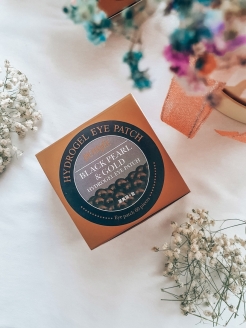 HYDROGEL EYE PATCH
BLACK PEARL
& GOLD
HYDROGEL EYE PATCH